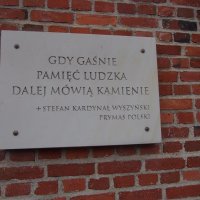 GDY GAŚNIE
PAMIĘĆ LUDZKA
DALEJ MÓWIĄ KAMIENIE
+ STEFAN KARDYNAŁ WYSZYŃSKI
PRYMAS POLSKI